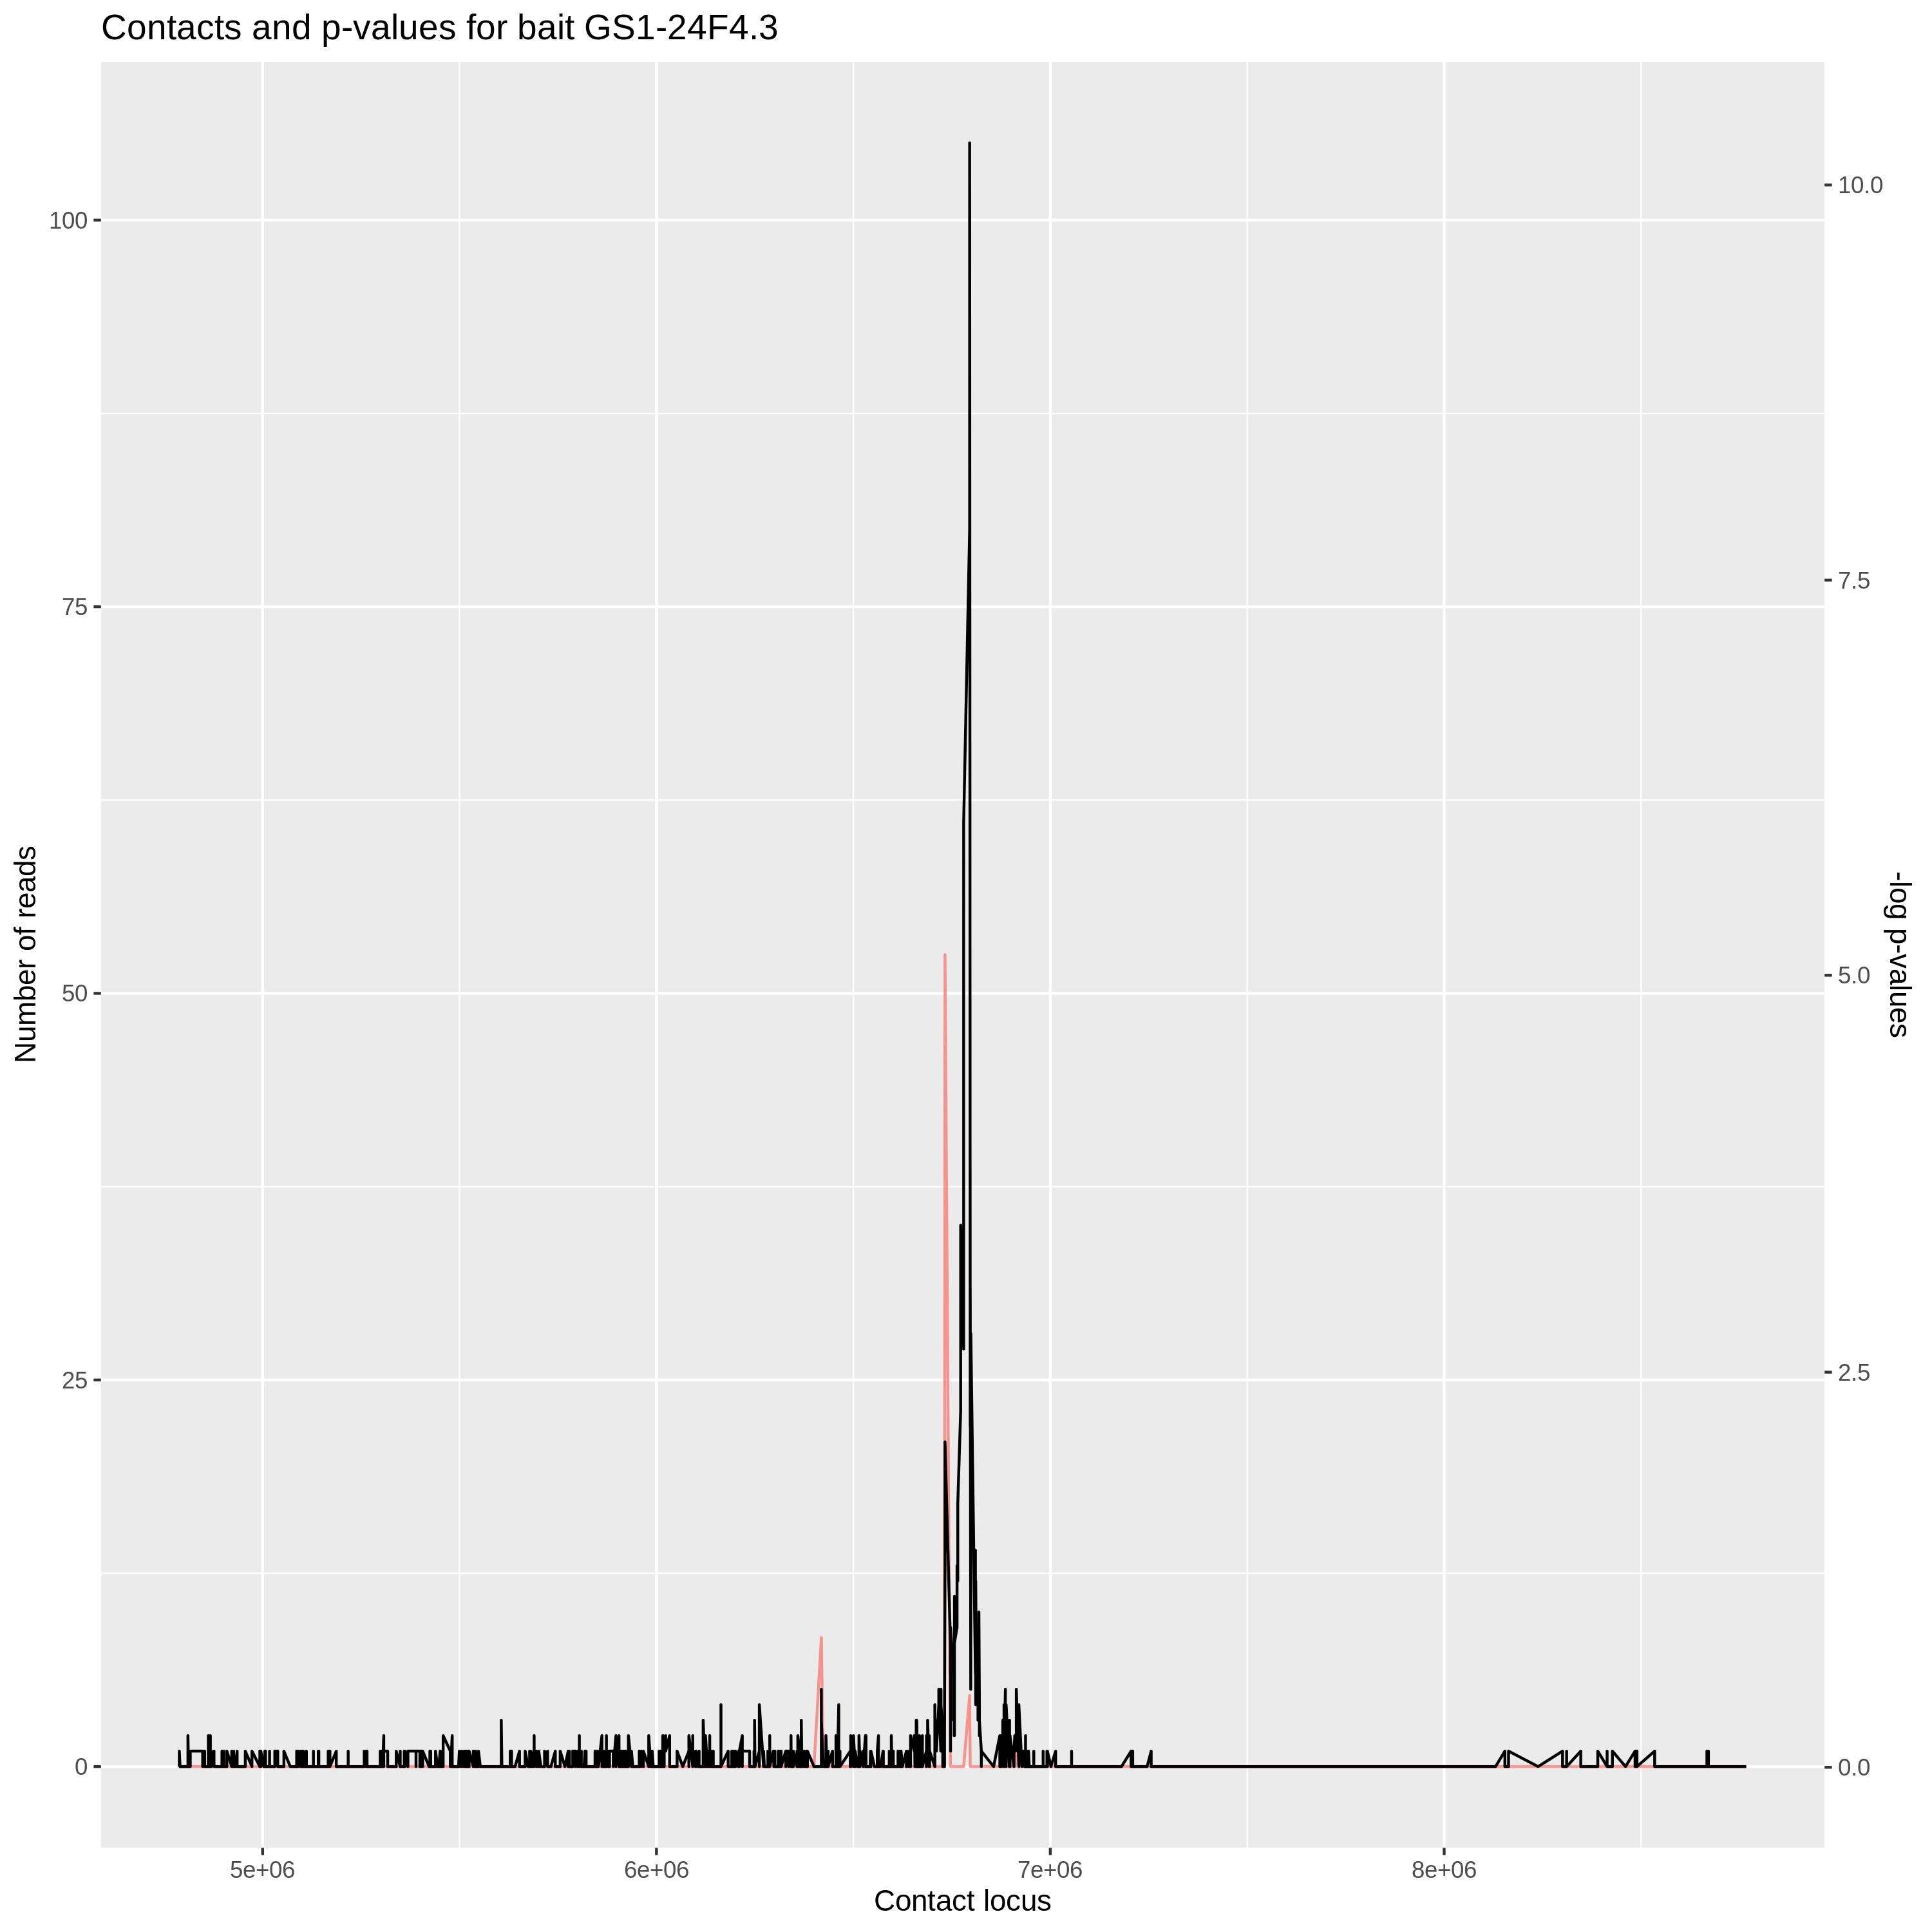 Contacts and p-values for bait GS1-24F4.3
100
75
50
25
0
Number of reads
10.0
7.5
5.0
2.5
0.0
-log p-values
5e+06 6e+06 7e+06 8e+06
Contact locus